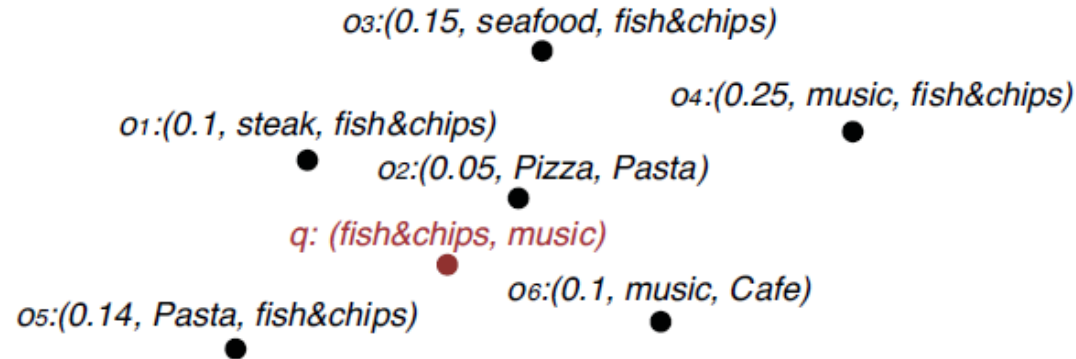 o3:(0.15, seafood, fish&chips)
o4:(0.25, music, fish&chips)
o1:(0.1, steak, fish&chips)
o2:(0.05, Pizza, Pasta)
q: (fish&chips, music)
o6:(0.1, music, Cafe)
o5:(0.14, Pasta, fish&chips)